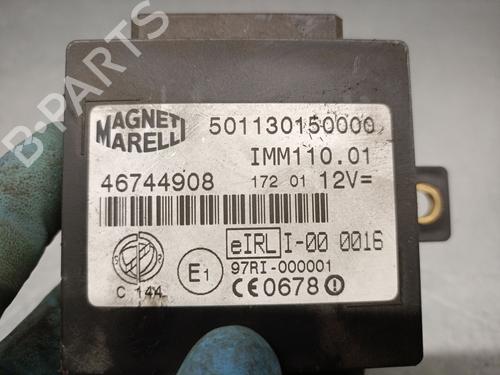 B-PARTS
MAGNETI MARELLI
501130150000
IMM110.01
46744908
172 01 12V=
eIRL I-00 0016
E1
97RI-000001
C 144
CE0678